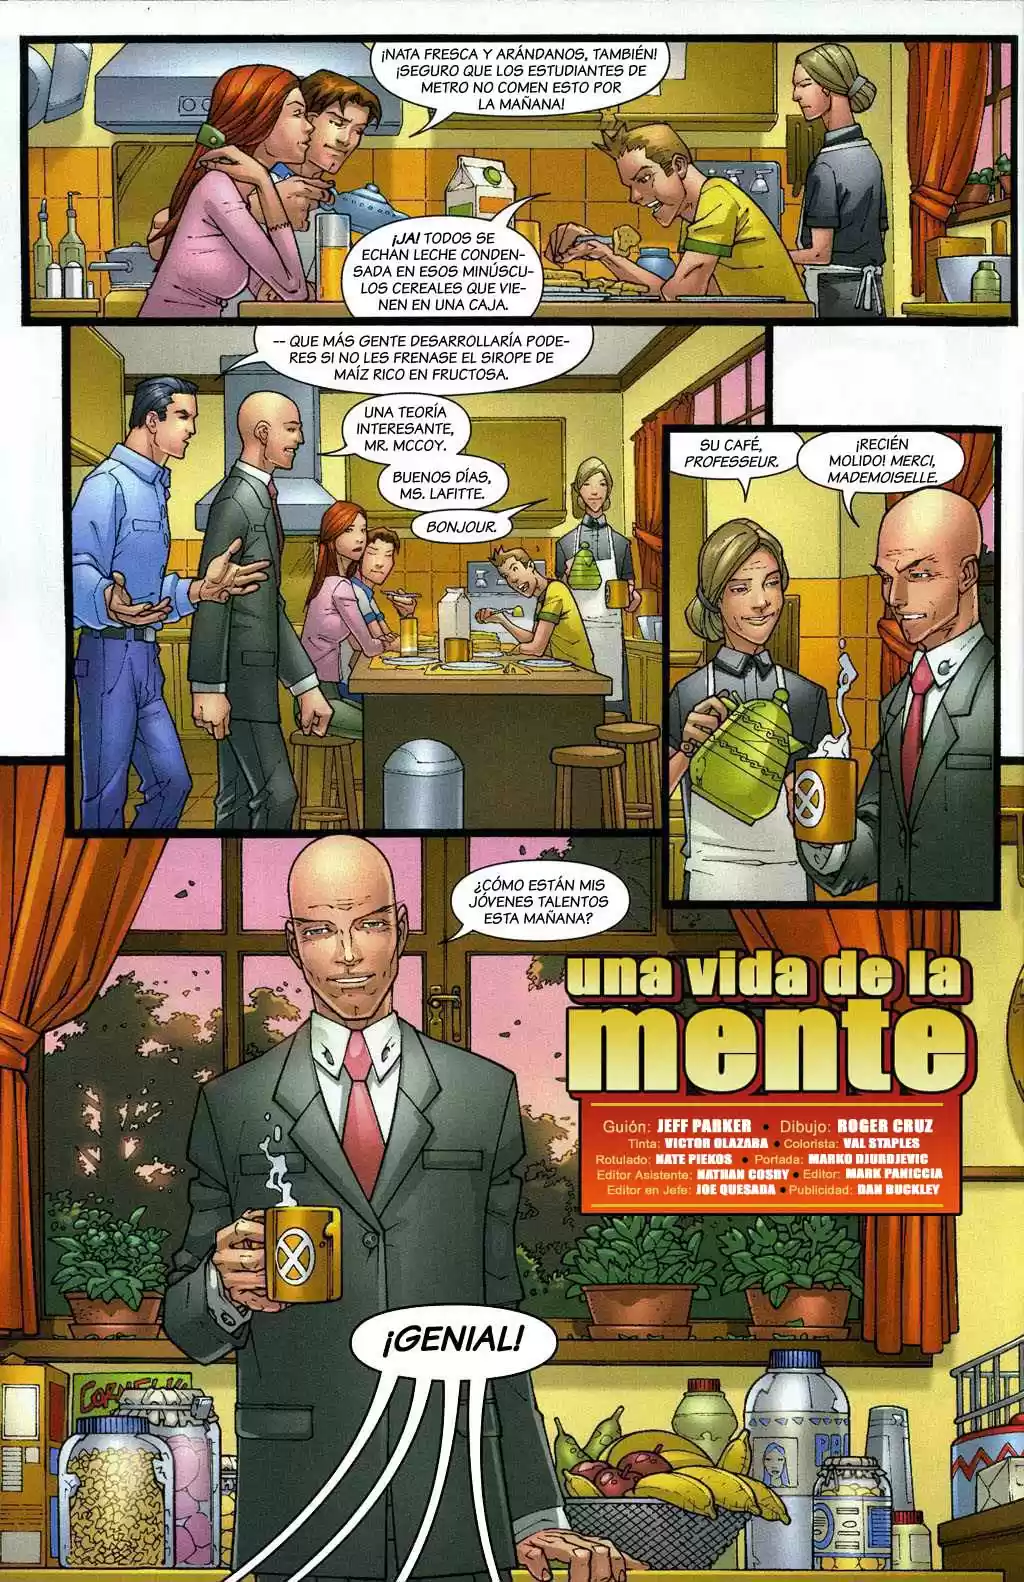 ¡NATA FRESCA Y ARÁNDANOS, TAMBIÉN!
¡SEGURO QUE LOS ESTUDIANTES DE
METRO NO COMEN ESTO POR
LA MAÑANA!
¡JA! TODOS SE
ECHAN LECHE CONDEN-
SADA EN ESOS MINÚSCU-
LOS CEREALES QUE VIE-
NEN EN UNA CAJA.
-- QUE MÁS GENTE DESARROLLARÍA PODE-
RES SI NO LES FRENASE EL SIROPE DE
MAÍZ RICO EN FRUCTOSA.
UNA TEORÍA
INTERESANTE,
MR. MCCOY.
BUENOS DÍAS,
MS. LAFITTE.
BONJOUR.
SU CAFÉ,
PROFESSEUR.
¡RECIÉN
MOLIDO! MERCI,
MADEMOISELLE.
¿CÓMO ESTÁN MIS
JÓVENES TALENTOS
ESTA MAÑANA?
una vida de la
mente
Guión: JEFF PARKER • Dibujo: ROGER CRUZ
Tinta: VICTOR OLAZABA • Colorista: VAL STAPLES
Rotulado: NATE PIEKOS • Portada: MARKO DJURDJEVIC
Editor Asistente: NATHAN COSBY • Editor: MARK PANICCIA
Editor en Jefe: JOE QUESADA • Publicidad: DAN BUCKLEY
¡GENIAL!